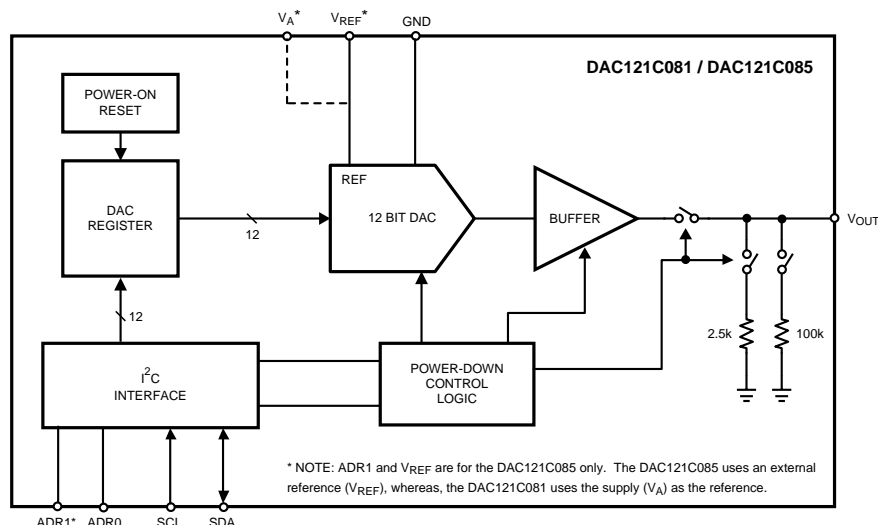 VA* VREF* GND
DAC121C081 / DAC121C085
POWER-ON
RESET
REF
DAC
REGISTER
12
12 BIT DAC
BUFFER
VOUT
12
2.5k
100k
I2C
INTERFACE
POWER-DOWN
CONTROL
LOGIC
* NOTE: ADR1 and VREF are for the DAC121C085 only. The DAC121C085 uses an external
reference (VREF), whereas, the DAC121C081 uses the supply (VA) as the reference.
ADR1* ADR0 SCL SDA